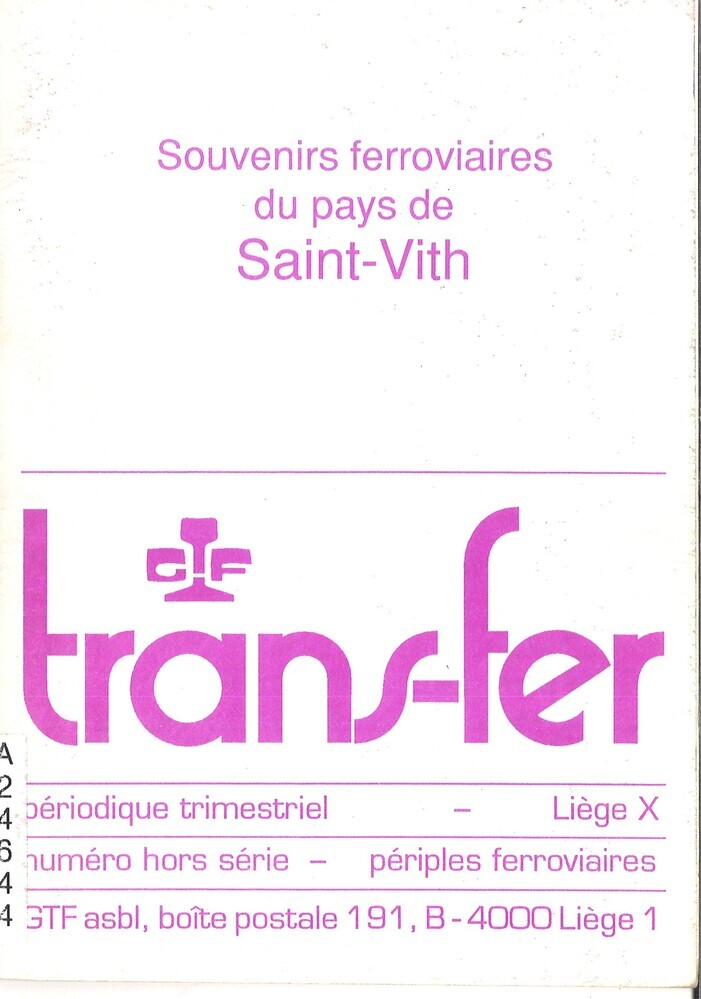 Souvenirs ferroviaires
du pays de
Saint-Vith
GTF
trans-fer
périodique trimestriel – Liège X
numéro hors série – périples ferroviaires
GTF asbl, boîte postale 191, B-4000 Liège 1
A
2
4
6
4
4